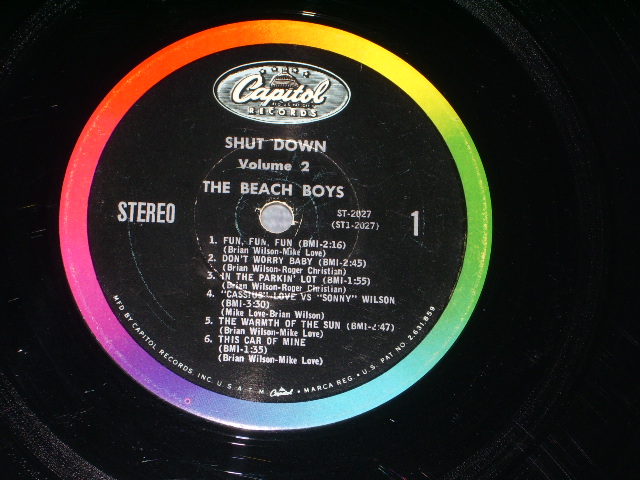 Capitol
RECORDS
SHUT DOWN
Volume 2
THE BEACH BOYS
STEREO
ST-2027
(ST1-2027)
1
1. FUN, FUN, FUN (BMI-2:16)
(Brian Wilson-Mike Love)
2. DON'T WORRY BABY (BMI-2:45)
(Brian Wilson-Roger Christian)
3. IN THE PARKIN' LOT (BMI-1:55)
(Brian Wilson-Roger Christian)
4. "CASSIUS" LOVE VS "SONNY" WILSON
(BMI-3:30)
(Mike Love-Brian Wilson)
5. THE WARMTH OF THE SUN (BMI-2:47)
(Brian Wilson-Mike Love)
6. THIS CAR OF MINE
(BMI-1:35)
(Brian Wilson-Mike Love)
MFD. BY CAPITOL RECORDS, INC. U.S.A. Capitol • MARCA REG. • U.S. PAT. NO. 2,631,859